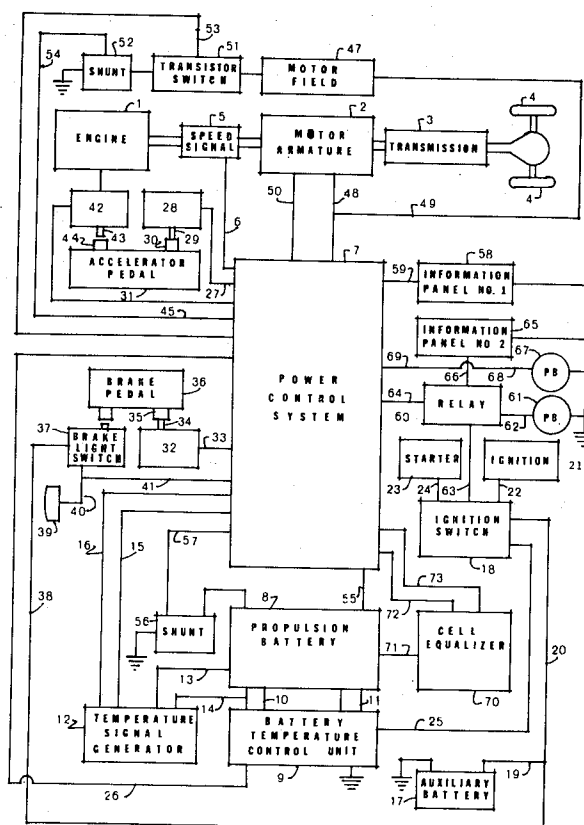 53
54
52
51
47
SHUNT
TRANSISTOR
SWITCH
MOTOR
FIELD
1
5
2
3
4
ENGINE
SPEED
SIGNAL
MOTOR
ARMATURE
TRANSMISSION
50
48
49
4
42
28
6
44
43
30
29
7
58
ACCELERATOR
PEDAL
31
27
59
INFORMATION
PANEL NO. 1
45
65
INFORMATION
PANEL NO 2
67
69
66
68
PB
BRAKE
PEDAL
36
POWER
CONTROL
SYSTEM
64
60
RELAY
61
62
PB
37
35
34
BRAKE
LIGHT
SWITCH
32
33
STARTER
IGNITION
21
23
24
63
22
41
39
40
16
15
IGNITION
SWITCH
18
57
38
73
55
72
56
8
SHUNT
PROPULSION
BATTERY
71
CELL
EQUALIZER
20
13
70
14
10
11
12
TEMPERATURE
SIGNAL
GENERATOR
BATTERY
TEMPERATURE
CONTROL UNIT
25
9
26
19
17
AUXILIARY
BATTERY